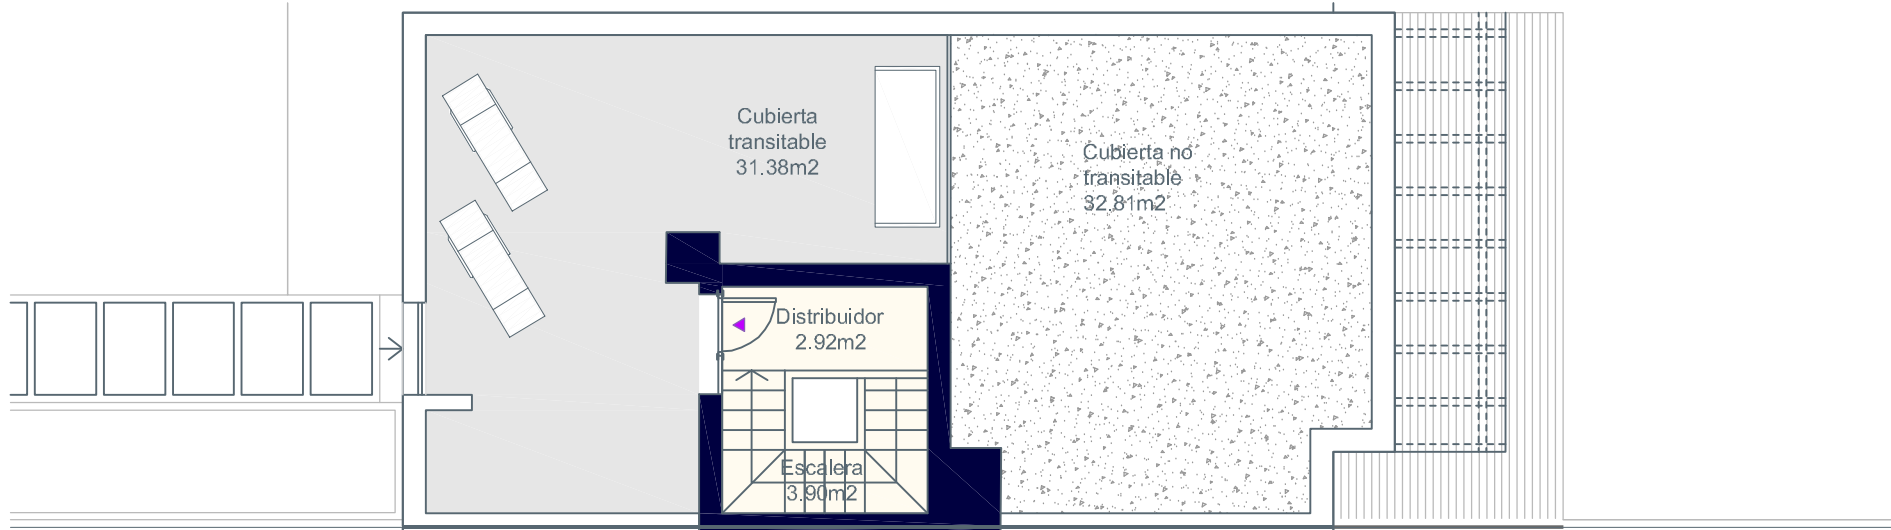 Cubierta
transitable
31.38m2
Cubierta no
transitable
32.81m2
Distribuidor
2.92m2
Escalera
3.90m2